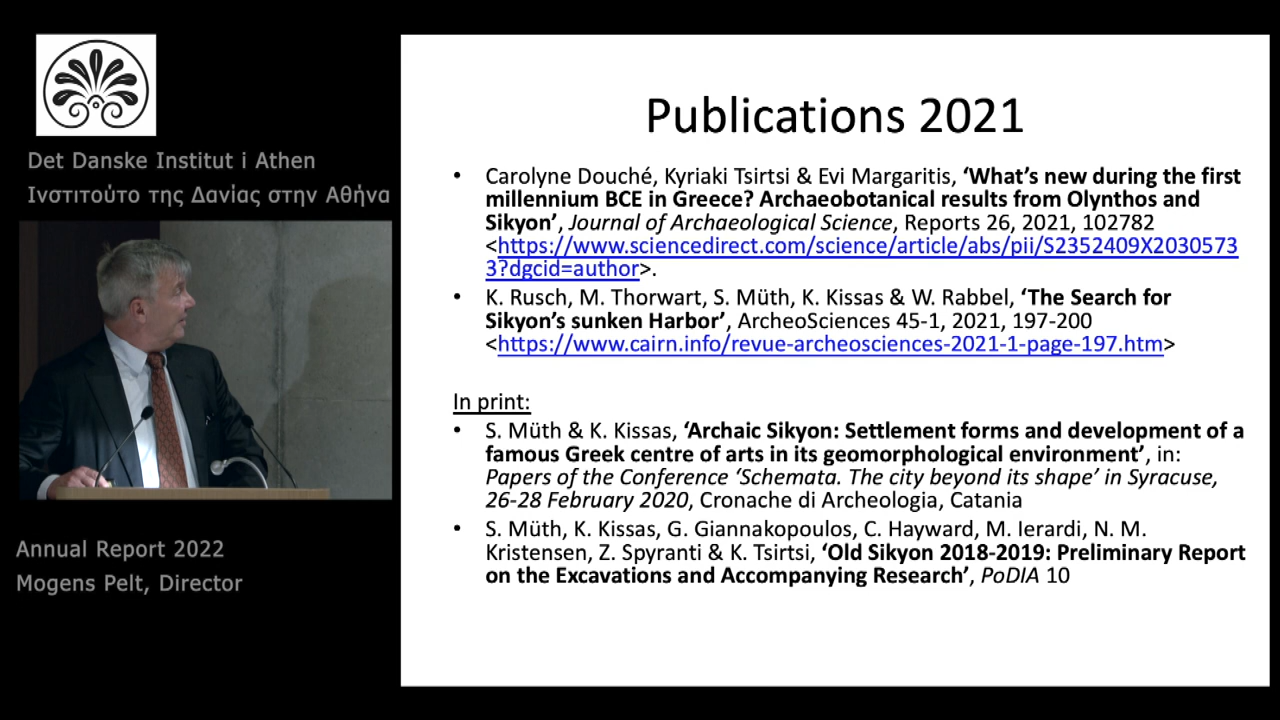 Det Danske Institut i Athen
Ινστιτούτο της Δανίας στην Αθήνα
Annual Report 2022
Mogens Pelt, Director
Publications 2021
• Carolyne Douché, Kyriaki Tsirtsi & Evi Margaritis, ‘What’s new during the first
millennium BCE in Greece? Archaeobotanical results from Olynthos and
Sikyon’, Journal of Archaeological Science, Reports 26, 2021, 102782
<https://www.sciencedirect.com/science/article/abs/pii/S2352409X2030573
3?dgcid=author>.
• K. Rusch, M. Thorwart, S. Müth, K. Kissas & W. Rabbel, ‘The Search for
Sikyon’s sunken Harbor’, ArcheoSciences 45-1, 2021, 197-200
<https://www.cairn.info/revue-archeosciences-2021-1-page-197.htm>
In print:
• S. Müth & K. Kissas, ‘Archaic Sikyon: Settlement forms and development of a
famous Greek centre of arts in its geomorphological environment’, in:
Papers of the Conference ‘Schemata. The city beyond its shape’ in Syracuse,
26-28 February 2020, Cronache di Archeologia, Catania
• S. Müth, K. Kissas, G. Giannakopoulos, C. Hayward, M. Ierardi, N. M.
Kristensen, Z. Spyranti & K. Tsirtsi, ‘Old Sikyon 2018-2019: Preliminary Report
on the Excavations and Accompanying Research’, PoDIA 10